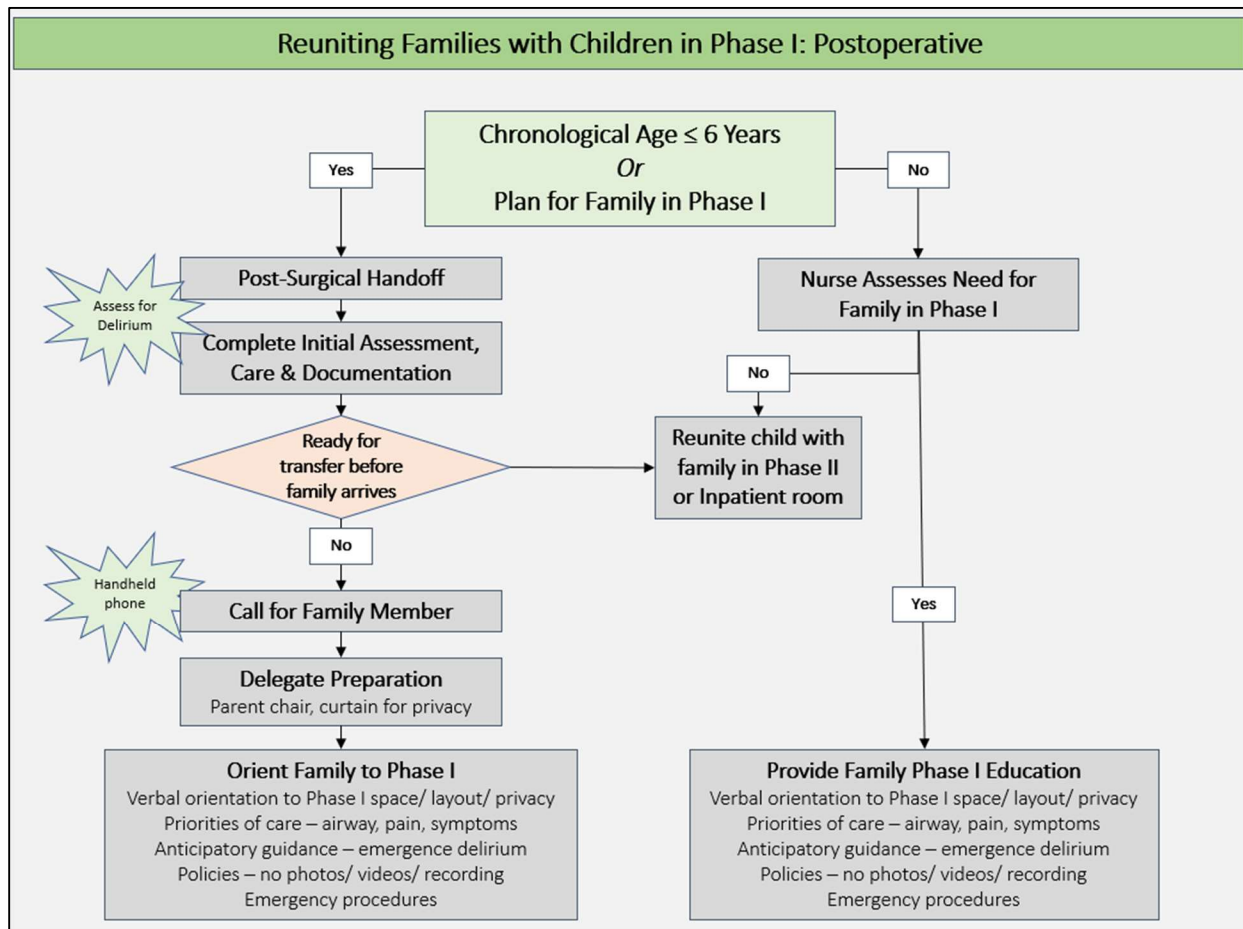 Reuniting Families with Children in Phase I: Postoperative
Chronological Age ≤ 6 Years
Or
Plan for Family in Phase I
Yes
No
Assess for
Delirium
Post-Surgical Handoff
Complete Initial Assessment,
Care & Documentation
Nurse Assesses Need for
Family in Phase I
No
Ready for
transfer before
family arrives
Reunite child with
family in Phase II
or Inpatient room
No
Handheld
phone
Call for Family Member
Yes
Delegate Preparation
Parent chair, curtain for privacy
Orient Family to Phase I
Verbal orientation to Phase I space/ layout/ privacy
Priorities of care – airway, pain, symptoms
Anticipatory guidance – emergence delirium
Policies – no photos/ videos/ recording
Emergency procedures
Provide Family Phase I Education
Verbal orientation to Phase I space/ layout/ privacy
Priorities of care – airway, pain, symptoms
Anticipatory guidance – emergence delirium
Policies – no photos/ videos/ recording
Emergency procedures